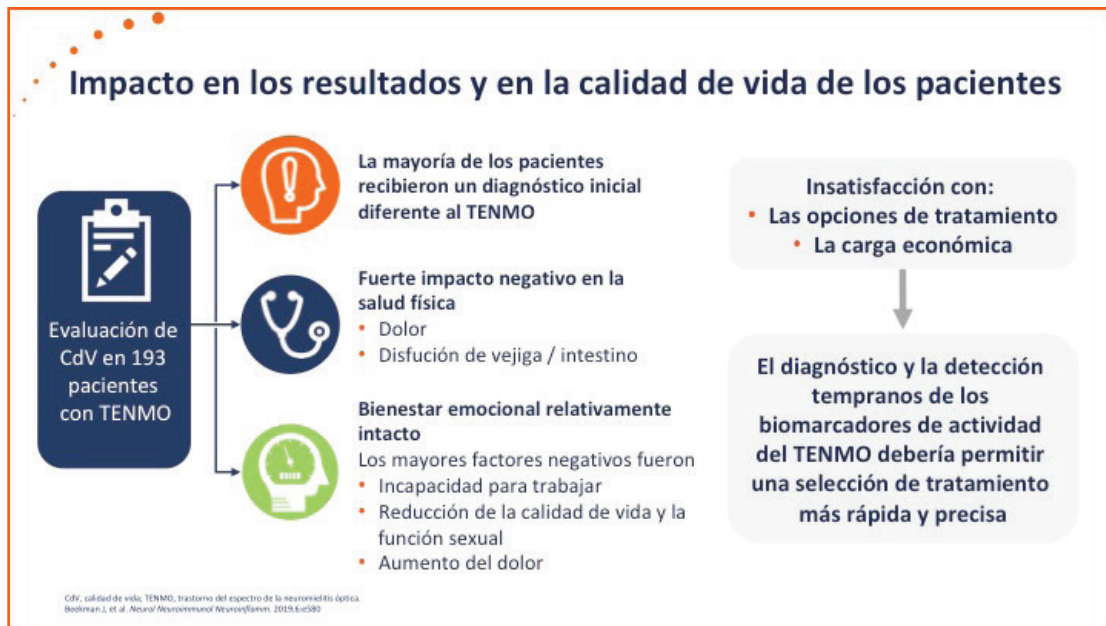 Impacto en los resultados y en la calidad de vida de los pacientes
Evaluación de
CdV en 193
pacientes
con TENMO
La mayoría de los pacientes
recibieron un diagnóstico inicial
diferente al TENMO
Fuerte impacto negativo en la
salud física
• Dolor
• Disfución de vejiga / intestino
Bienestar emocional relativamente
intacto
Los mayores factores negativos fueron
• Incapacidad para trabajar
• Reducción de la calidad de vida y la
función sexual
• Aumento del dolor
Insatisfacción con:
• Las opciones de tratamiento
• La carga económica
El diagnóstico y la detección
tempranos de los
biomarcadores de actividad
del TENMO debería permitir
una selección de tratamiento
más rápida y precisa
CdV, calidad de vida; TENMO, trastorno del espectro de la neuromielitis óptica.
Beekman J, et al. Neurol Neuroimmunol Neuroinflamm. 2019;6:e580